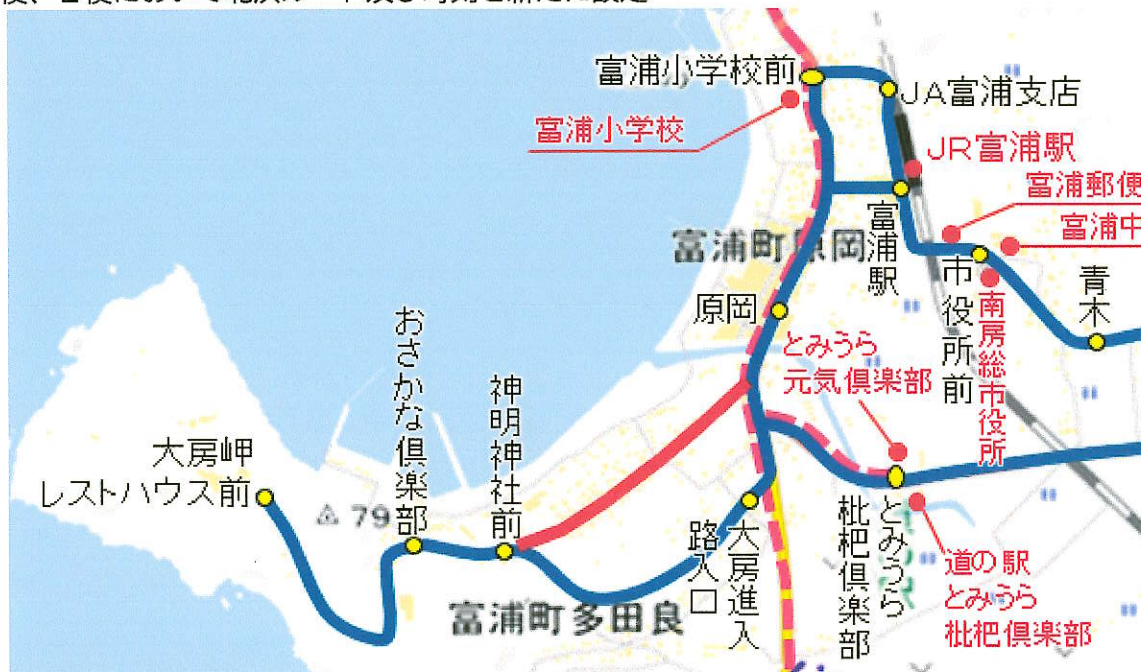 富浦小学校前
JA富浦支店
富浦小学校
JR富浦駅
富浦郵便
富浦中
富浦町原岡
富浦駅
市役所前
南房総市役所
青木
原岡
とみうら
元気倶楽部
おさかな倶楽部
神明神社前
大房岬
レストハウス前
79
大房進入
路入口
とみうら
枇杷倶楽部
道の駅
とみうら
枇杷倶楽部
富浦町多田良